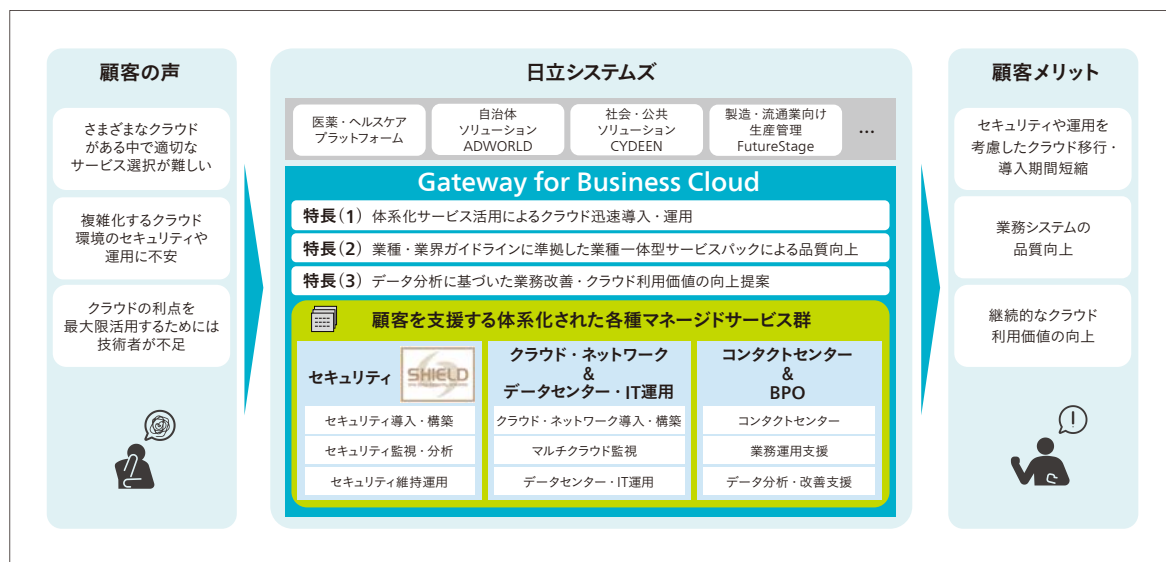 顧客の声
さまざまなクラウド
がある中で適切な
サービス選択が難しい
複雑化するクラウド
環境のセキュリティや
運用に不安
クラウドの利点を
最大限活用するためには
技術者が不足
日立システムズ
医薬・ヘルスケア
プラットフォーム
自治体
ソリューション
ADWORLD
社会・公共
ソリューション
CYDEEN
製造・流通業向け
生産管理
FutureStage
…
Gateway for Business Cloud
特長(1) 体系化サービス活用によるクラウド迅速導入・運用
特長(2) 業種・業界ガイドラインに準拠した業種一体型サービスパックによる品質向上
特長(3) データ分析に基づいた業務改善・クラウド利用価値の向上提案
顧客を支援する体系化された各種マネージドサービス群
セキュリティ
SHIELD
セキュリティ導入・構築
セキュリティ監視・分析
セキュリティ維持運用
クラウド・ネットワーク
&
データセンター・IT運用
クラウド・ネットワーク導入・構築
マルチクラウド監視
データセンター・IT運用
コンタクトセンター
&
BPO
コンタクトセンター
業務運用支援
データ分析・改善支援
顧客メリット
セキュリティや運用を
考慮したクラウド移行・
導入期間短縮
業務システムの
品質向上
継続的なクラウド
利用価値の向上